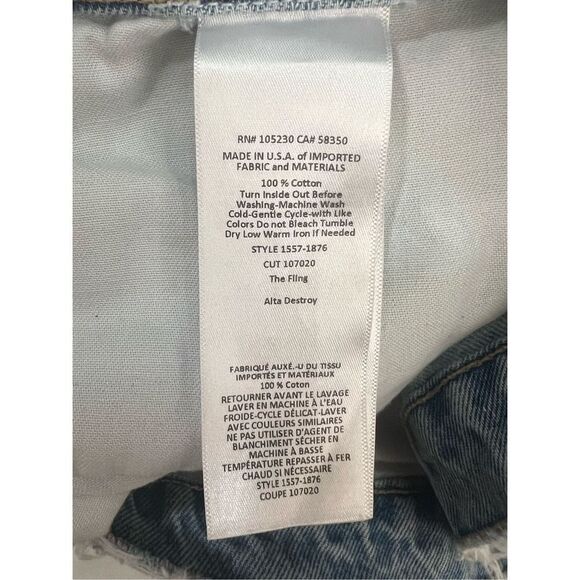 RN# 105230 CA# 58350
MADE IN U.S.A. of IMPORTED
FABRIC and MATERIALS
100 % Cotton
Turn Inside Out Before
Washing-Machine Wash
Cold-Gentle Cycle-with Like
Colors Do not Bleach Tumble
Dry Low Warm Iron if Needed
STYLE 1557-1876
CUT 107020
The Fling
Alta Destroy
FABRIQUÉ AUXÉ.-U DU TISSU
IMPORTÉS ET MATÉRIAUX
100 % Coton
RETOURNER AVANT LE LAVAGE
LAVER EN MACHINE À L'EAU
FROIDE-CYCLE DÉLICAT-LAVER
AVEC COULEURS SIMILAIRES
NE PAS UTILISER D'AGENT DE
BLANCHIMENT SÉCHER EN
MACHINE À BASSE
TEMPÉRATURE REPASSER À FER
CHAUD SI NÉCESSAIRE
STYLE 1557-1876
COUPE 107020